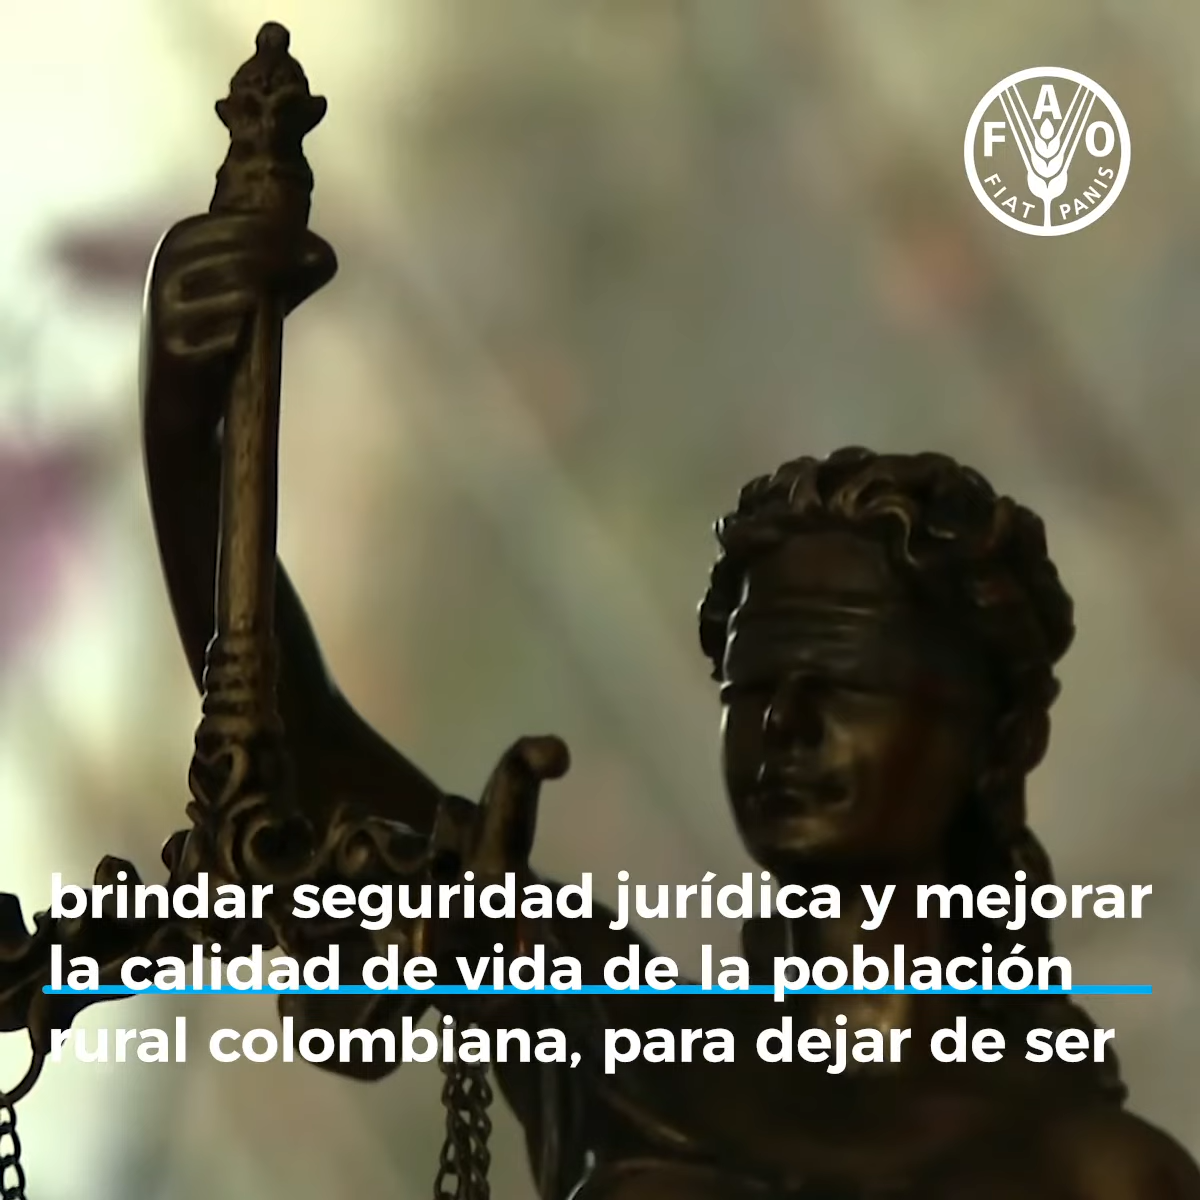 F A O
FIAT PANIS
brindar seguridad jurídica y mejorar
la calidad de vida de la población
rural colombiana, para dejar de ser